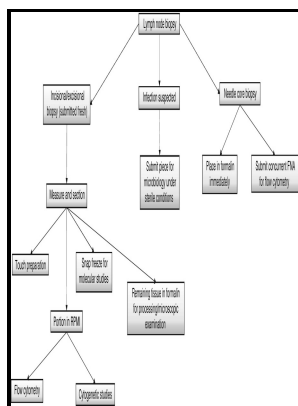 Lymph node biopsy
Incisional/excisional
biopsy (submitted fresh)
Infection suspected
Needle core biopsy
Submit piece for
microbiology under
sterile conditions
Place in formalin
immediately
Submit concurrent FNA
for flow cytometry
Measure and section
Touch preparation
Snap freeze for
molecular studies
Remaining tissue in formalin
for processing/microscopic
examination
Portion in RPMI
Flow cytometry
Cytogenetic studies